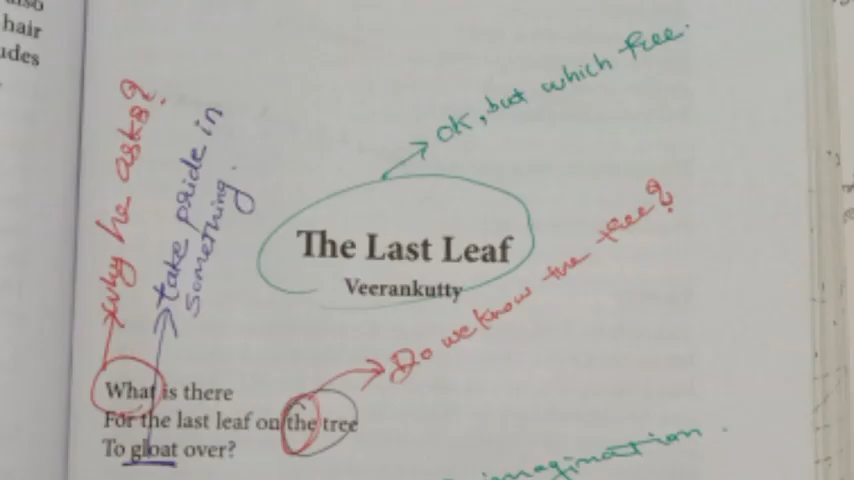 hair
udes
OK, but which tree.
why he asks?
take pride in
something.
The Last Leaf
Veerankutty
Do we know the tree?
What is there
For the last leaf on the tree
To gloat over?
imagination.